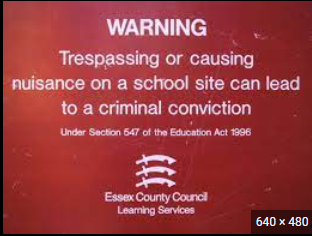 WARNING
Trespassing or causing
nuisance on a school site can lead
to a criminal conviction
Under Section 547 of the Education Act 1996
Essex County Council
Learning Services
640 × 480